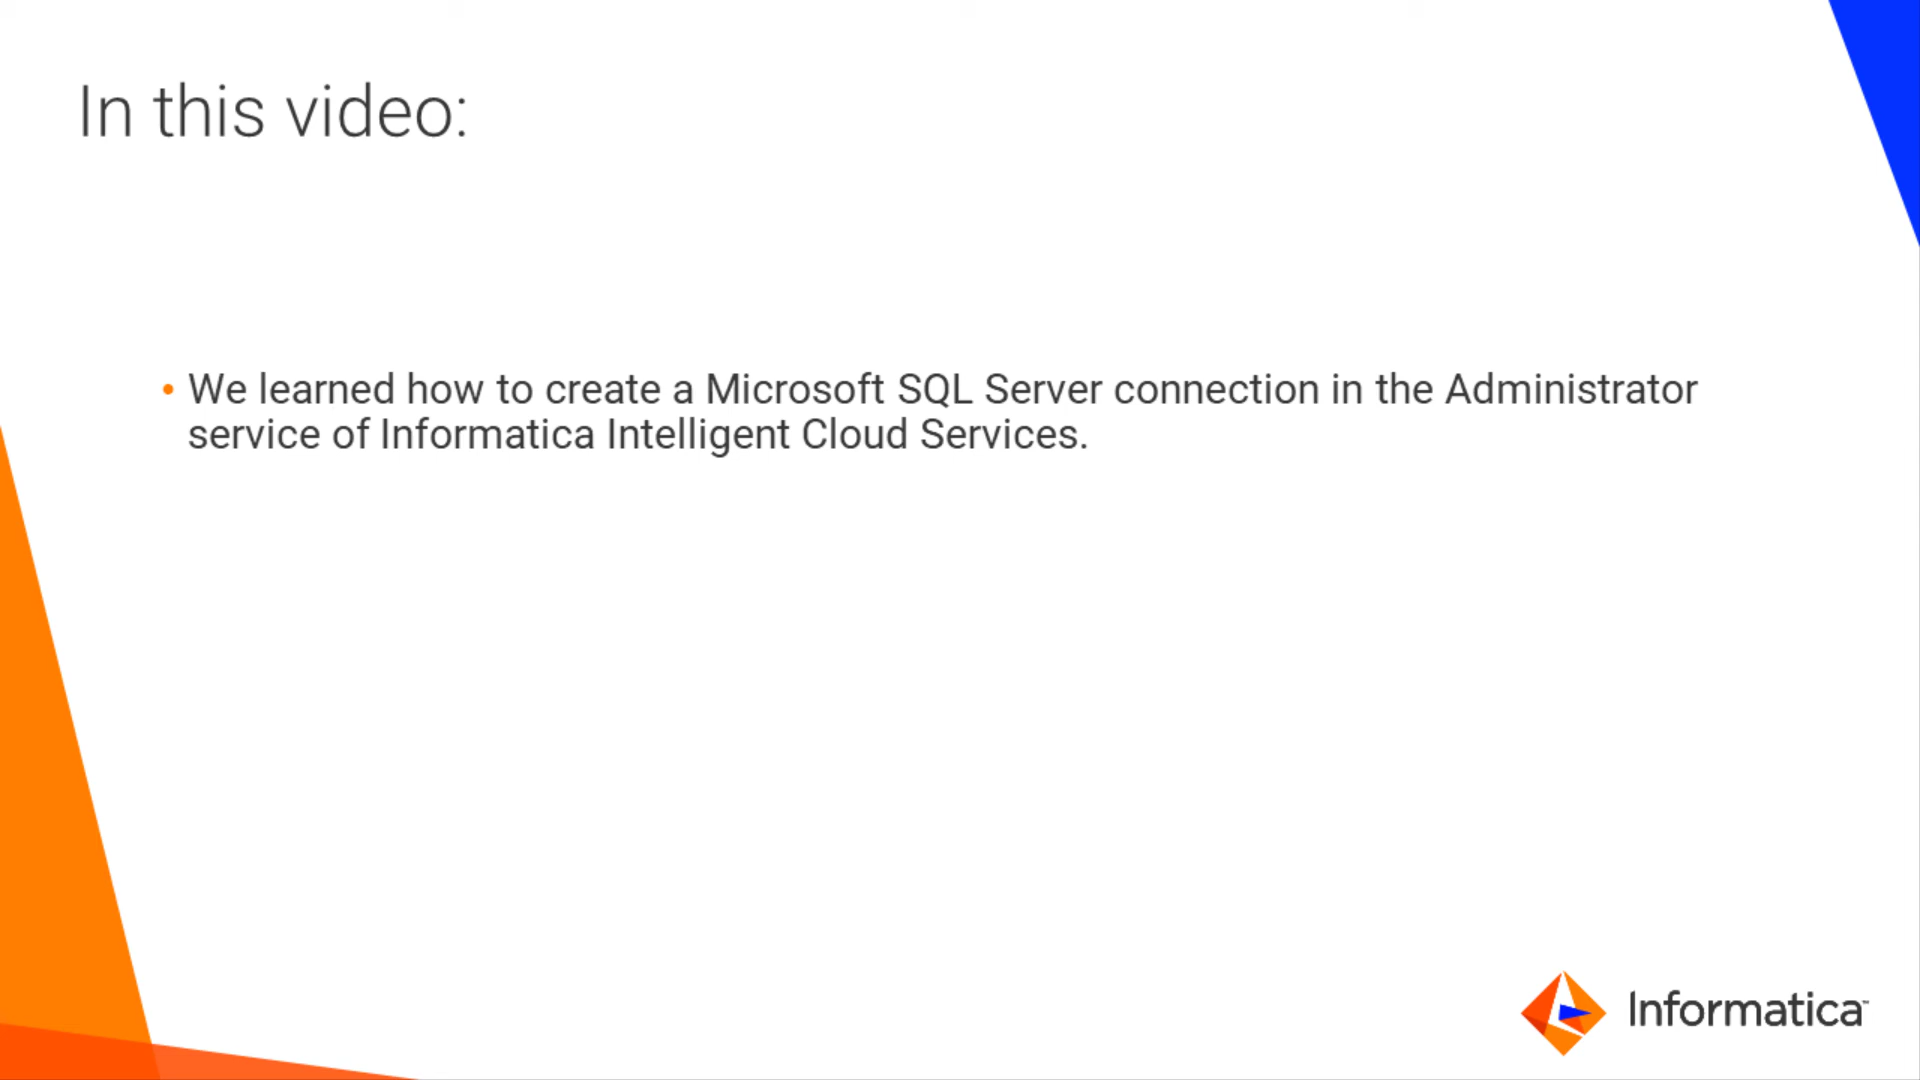 In this video:
• We learned how to create a Microsoft SQL Server connection in the Administrator
service of Informatica Intelligent Cloud Services.
Informatica™